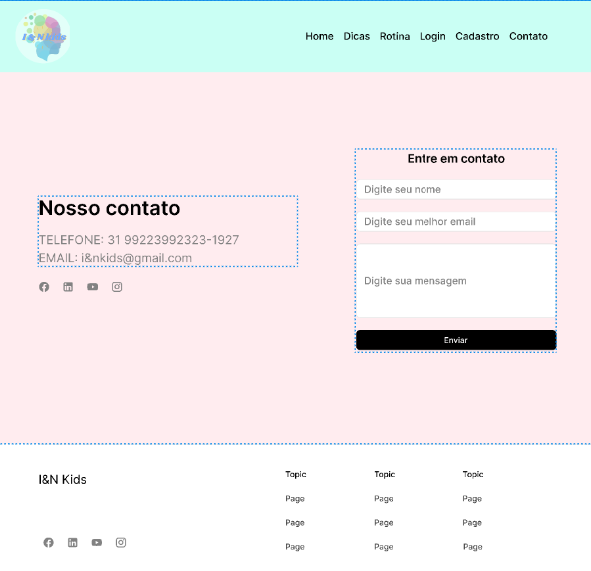 I & N kids
Home Dicas Rotina Login Cadastro Contato
Nosso contato
TELEFONE: 31 99223992323-1927
EMAIL: i&nkids@gmail.com
Entre em contato
Digite seu nome
Digite seu melhor email
Digite sua mensagem
Enviar
I&N Kids
Topic Topic Topic
Page Page Page
Page Page Page
Page Page Page